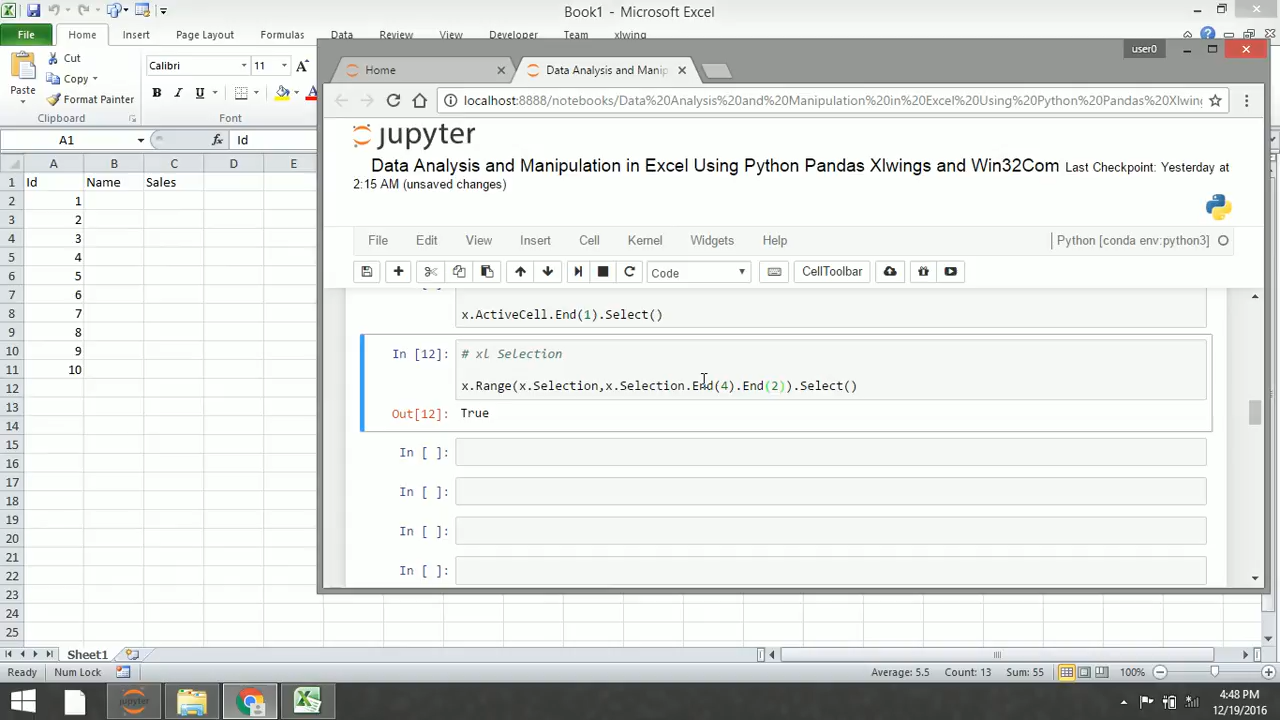 Book1 - Microsoft Excel
File Home Insert Page Layout Formulas Data Review View Developer Team xlwing
Cut
Copy
Format Painter
Paste
Clipboard
Calibri 11
B I U
Font
A1 fx Id
A B C D E
1 Id Name Sales
2 1
3 2
4 3
5 4
6 5
7 6
8 7
9 8
10 9
11 10
12
13
14
15
16
17
18
19
20
21
22
23
24
25
Sheet1
Ready Num Lock Average: 5.5 Count: 13 Sum: 55 100%
user0
Home Data Analysis and Manip
localhost:8888/notebooks/Data%20Analysis%20and%20Manipulation%20in%20Excel%20Using%20Python%20Pandas%20Xlwing
jupyter
Data Analysis and Manipulation in Excel Using Python Pandas Xlwings and Win32Com Last Checkpoint: Yesterday at
2:15 AM (unsaved changes)
File Edit View Insert Cell Kernel Widgets Help Python [conda env:python3]
Code CellToolbar
x.ActiveCell.End(1).Select()
In [12]: # xl Selection
x.Range(x.Selection,x.Selection.End(4).End(2)).Select()
Out[12]: True
In [ ]:
In [ ]:
In [ ]:
In [ ]:
jupyter
4:48 PM
12/19/2016